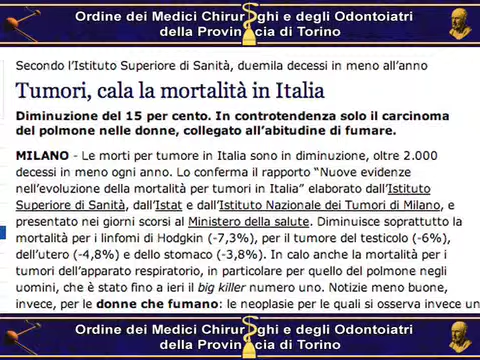 Ordine dei Medici Chirurghi e degli Odontoiatri
della Provincia di Torino
Secondo l'Istituto Superiore di Sanità, duemila decessi in meno all'anno
Tumori, cala la mortalità in Italia
Diminuzione del 15 per cento. In controtendenza solo il carcinoma
del polmone nelle donne, collegato all'abitudine di fumare.
MILANO - Le morti per tumore in Italia sono in diminuzione, oltre 2.000
decessi in meno ogni anno. Lo conferma il rapporto "Nuove evidenze
nell'evoluzione della mortalità per tumori in Italia" elaborato dall'Istituto
Superiore di Sanità, dall'Istat e dall'Istituto Nazionale dei Tumori di Milano, e
presentato nei giorni scorsi al Ministero della salute. Diminuisce soprattutto la
mortalità per i linfomi di Hodgkin (-7,3%), per il tumore del testicolo (-6%),
dell'utero (-4,8%) e dello stomaco (-3,8%). In calo anche la mortalità per i
tumori dell'apparato respiratorio, in particolare per quello del polmone negli
uomini, che è stato fino a ieri il big killer numero uno. Notizie meno buone,
invece, per le donne che fumano: le neoplasie per le quali si osserva invece un
Ordine dei Medici Chirurghi e degli Odontoiatri
della Provincia di Torino